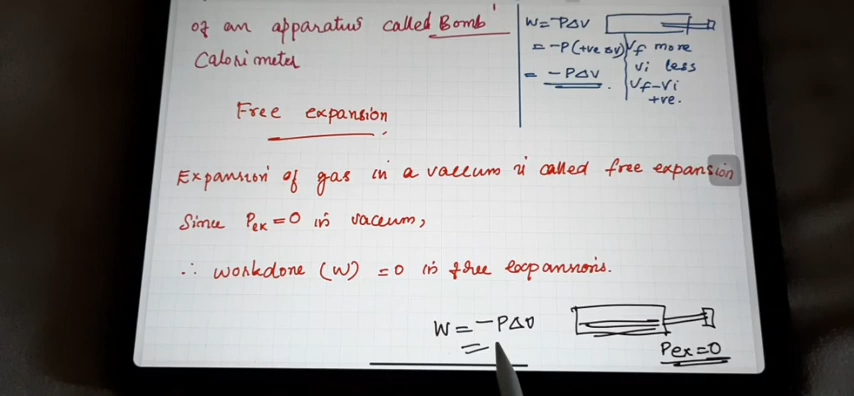 of an apparatus called Bomb
Calorimeter
W=-PΔV
= -P(+ve ΔV)
= -PΔV
Vf more
Vi less
Vf-Vi
+ve.
Free expansion
Expansion of gas in a vaccum is called free expansion
Since Pex=0 in vaccum,
∴ workdone (W) =0 in free expansions.
W= -PΔV
Pex=0